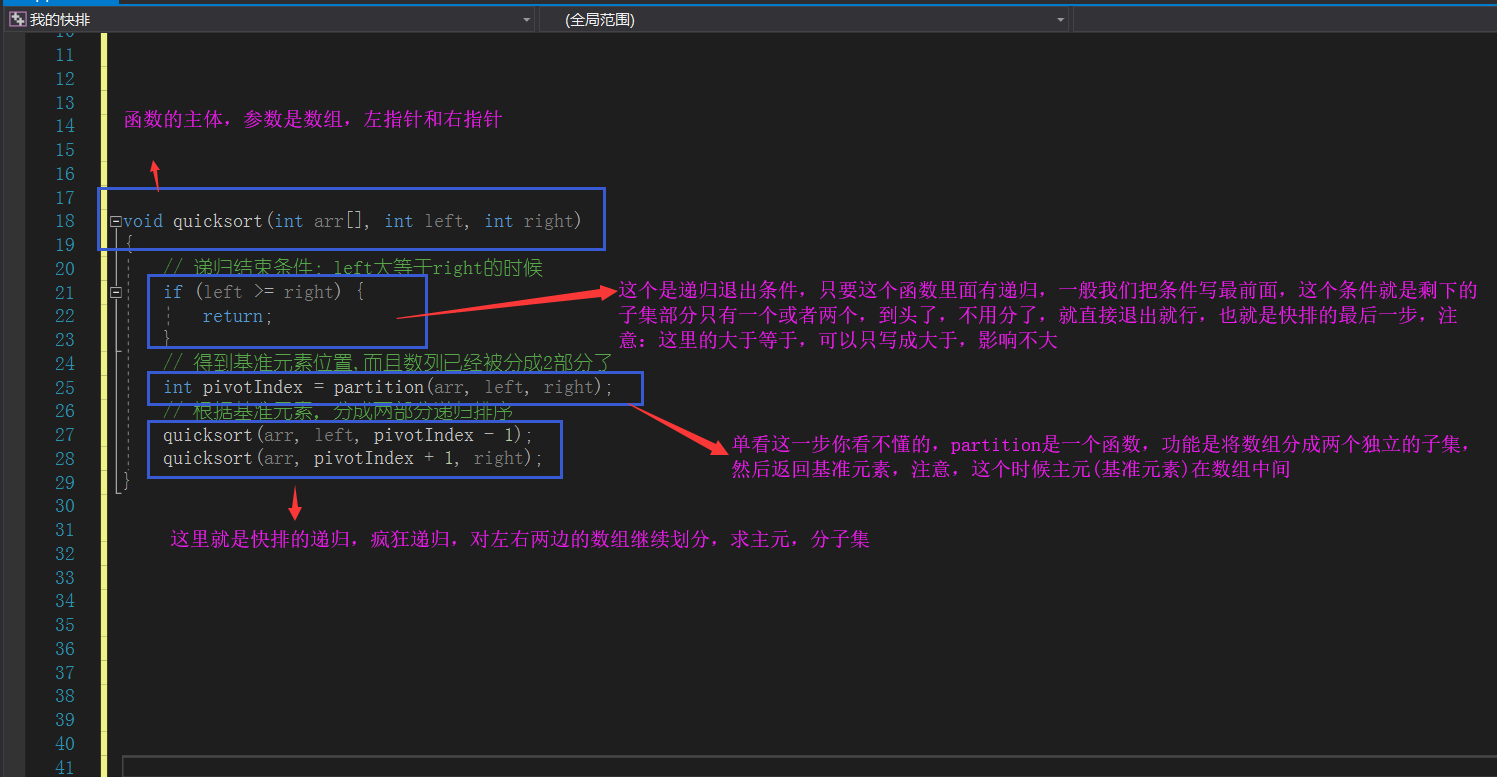 我的快排
(全局范围)
10
11
12
13
函数的主体，参数是数组，左指针和右指针
14
15
16
17
18 void quicksort(int arr[], int left, int right)
19 {
20 // 递归结束条件: left大等于right的时候
21 if (left >= right) {
22 return;
23 }
这个是递归退出条件，只要这个函数里面有递归，一般我们把条件写最前面，这个条件就是剩下的
子集部分只有一个或者两个，到头了，不用分了，就直接退出就行，也就是快排的最后一步，注
意：这里的大于等于，可以只写成大于，影响不大
24 // 得到基准元素位置,而且数列已经被分成2部分了
25 int pivotIndex = partition(arr, left, right);
26 // 根据基准元素，分成两部分递归排序
27 quicksort(arr, left, pivotIndex - 1);
28 quicksort(arr, pivotIndex + 1, right);
单看这一步你看不懂的，partition是一个函数，功能是将数组分成两个独立的子集，
然后返回基准元素，注意，这个时候主元(基准元素)在数组中间
29 }
30
31
这里就是快排的递归，疯狂递归，对左右两边的数组继续划分，求主元，分子集
32
33
34
35
36
37
38
39
40
41